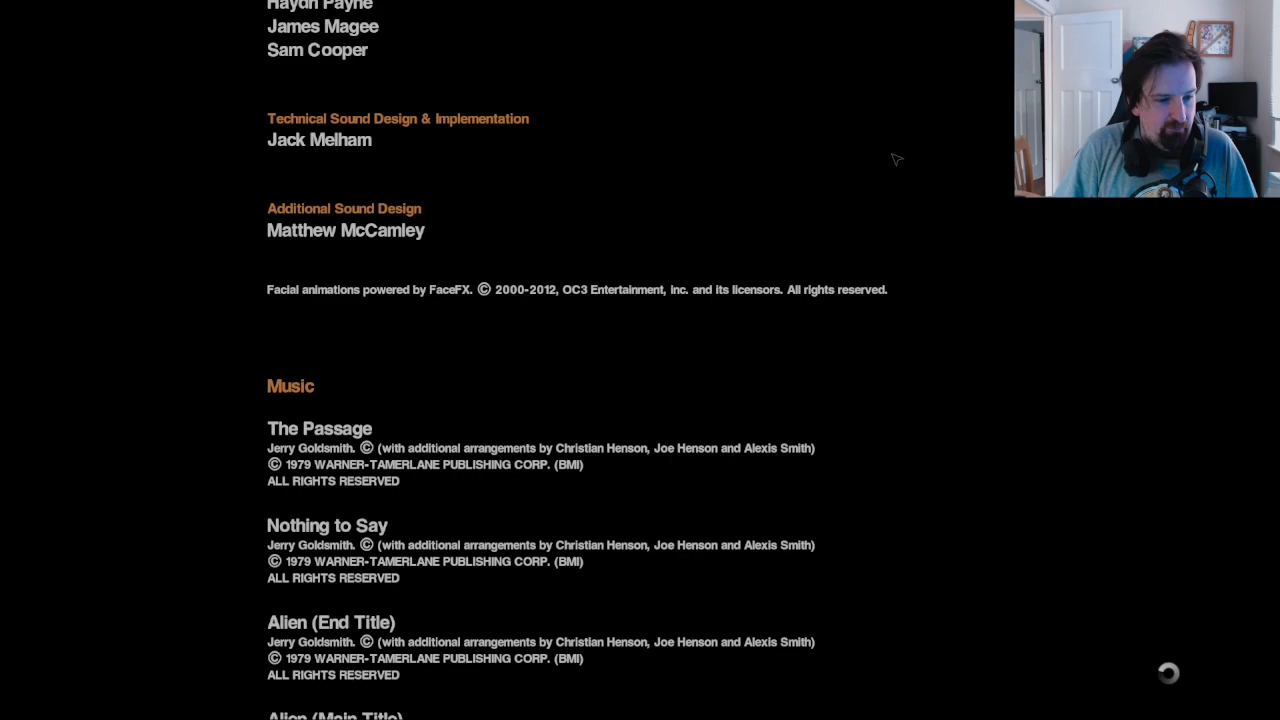 Haydn Payne
James Magee
Sam Cooper
Technical Sound Design & Implementation
Jack Melham
Additional Sound Design
Matthew McCamley
Facial animations powered by FaceFX. © 2000-2012, OC3 Entertainment, Inc. and its licensors. All rights reserved.
Music
The Passage
Jerry Goldsmith. © (with additional arrangements by Christian Henson, Joe Henson and Alexis Smith)
© 1979 WARNER-TAMERLANE PUBLISHING CORP. (BMI)
ALL RIGHTS RESERVED
Nothing to Say
Jerry Goldsmith. © (with additional arrangements by Christian Henson, Joe Henson and Alexis Smith)
© 1979 WARNER-TAMERLANE PUBLISHING CORP. (BMI)
ALL RIGHTS RESERVED
Alien (End Title)
Jerry Goldsmith. © (with additional arrangements by Christian Henson, Joe Henson and Alexis Smith)
© 1979 WARNER-TAMERLANE PUBLISHING CORP. (BMI)
ALL RIGHTS RESERVED
Alien (Main Title)